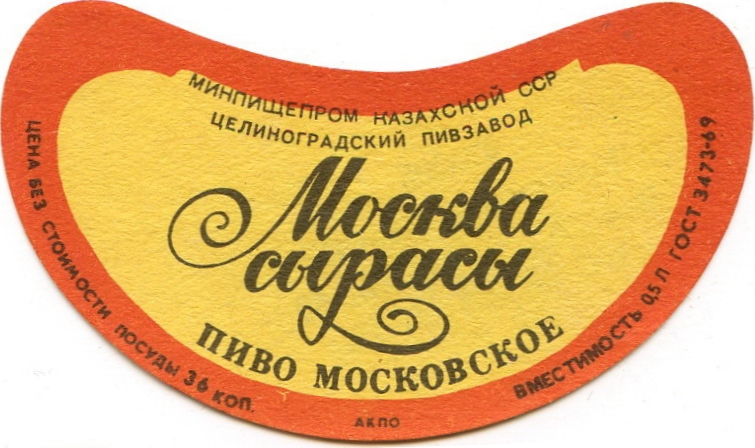 МИНПИЩЕПРОМ КАЗАХСКОЙ ССР
ЦЕЛИНОГРАДСКИЙ ПИВЗАВОД
Москва
сырасы
ПИВО МОСКОВСКОЕ
ЦЕНА БЕЗ СТОИМОСТИ ПОСУДЫ 36 КОП.
АКПО
ВМЕСТИМОСТЬ 0,5 Л ГОСТ 3473-69